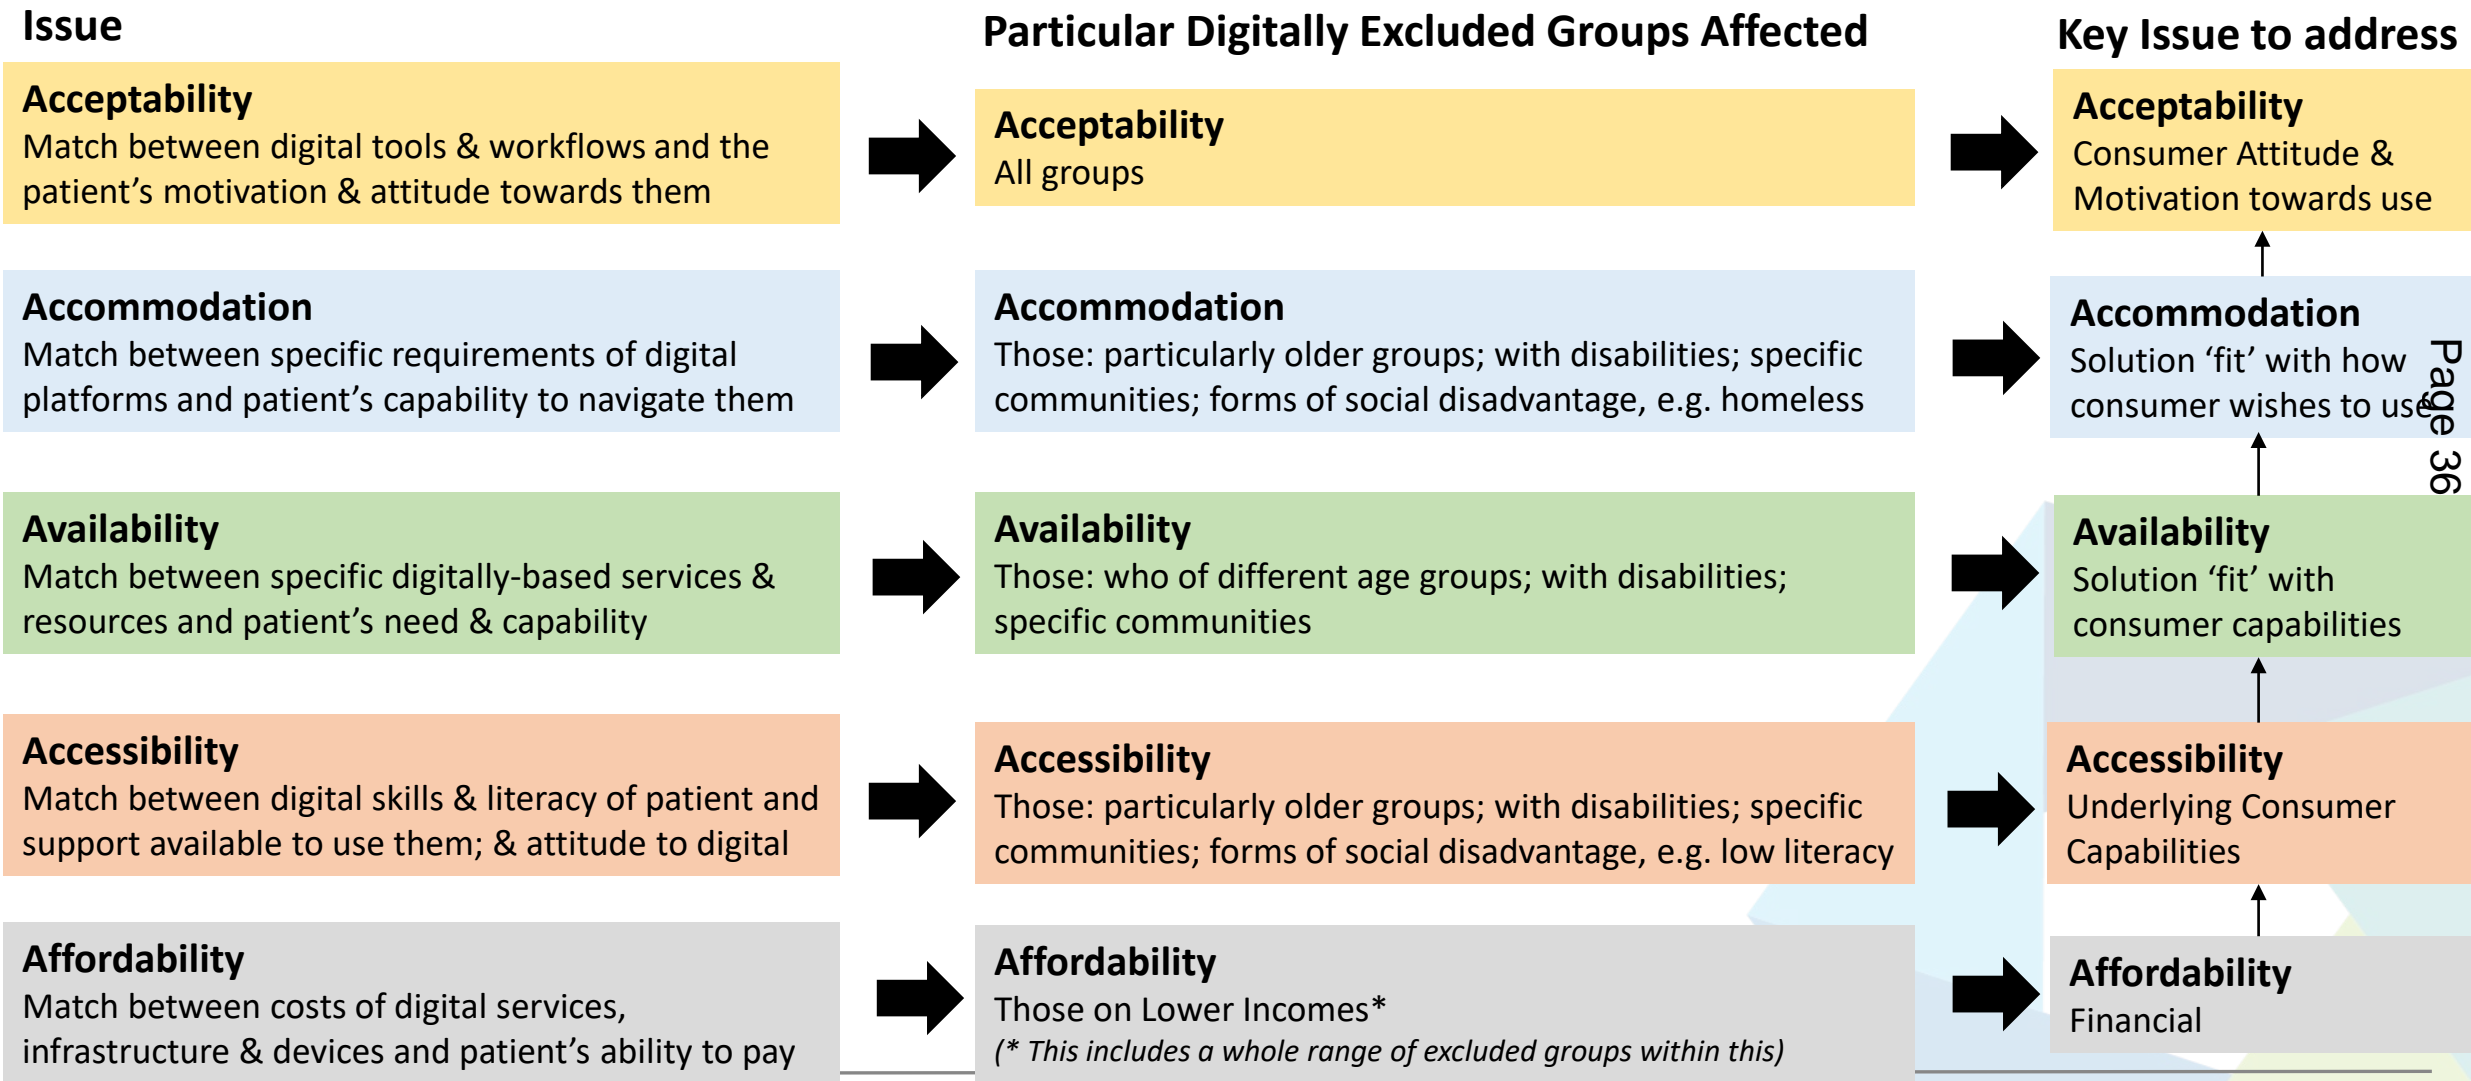 Issue
Particular Digitally Excluded Groups Affected
Key Issue to address
Acceptability
Match between digital tools & workflows and the
patient’s motivation & attitude towards them
Acceptability
All groups
Acceptability
Consumer Attitude &
Motivation towards use
Accommodation
Match between specific requirements of digital
platforms and patient’s capability to navigate them
Accommodation
Those: particularly older groups; with disabilities; specific
communities; forms of social disadvantage, e.g. homeless
Accommodation
Solution ‘fit’ with how
consumer wishes to use
Page 36
Availability
Match between specific digitally-based services &
resources and patient’s need & capability
Availability
Those: who of different age groups; with disabilities;
specific communities
Availability
Solution ‘fit’ with
consumer capabilities
Accessibility
Match between digital skills & literacy of patient and
support available to use them; & attitude to digital
Accessibility
Those: particularly older groups; with disabilities; specific
communities; forms of social disadvantage, e.g. low literacy
Accessibility
Underlying Consumer
Capabilities
Affordability
Match between costs of digital services,
infrastructure & devices and patient’s ability to pay
Affordability
Those on Lower Incomes*
(* This includes a whole range of excluded groups within this)
Affordability
Financial